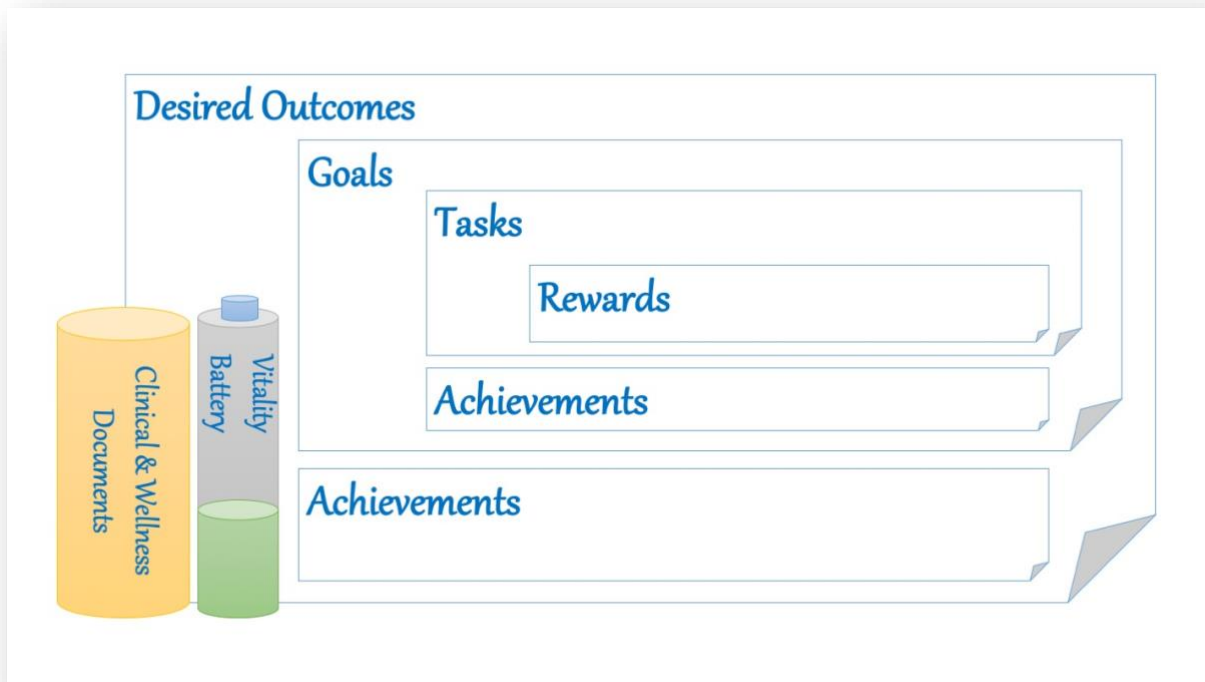 Desired Outcomes
Goals
Tasks
Rewards
Achievements
Achievements
Clinical & Wellness
Documents
Vitality
Battery